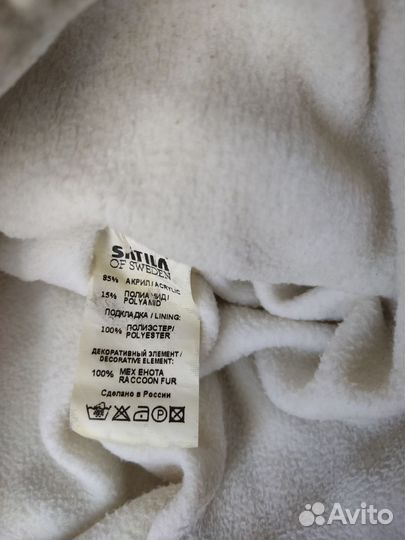 SÄTILA
OF SWEDEN
85% АКРИЛ / ACRYLIC
15% ПОЛИАМИД / POLYAMID
ПОДКЛАДКА / LINING:
100% ПОЛИЭСТЕР/
POLYESTER
ДЕКОРАТИВНЫЙ ЭЛЕМЕНТ:
/ DECORATIVE ELEMENT:
100% МЕХ ЕНОТА
RACCOON FUR
Сделано в России
P
Avito